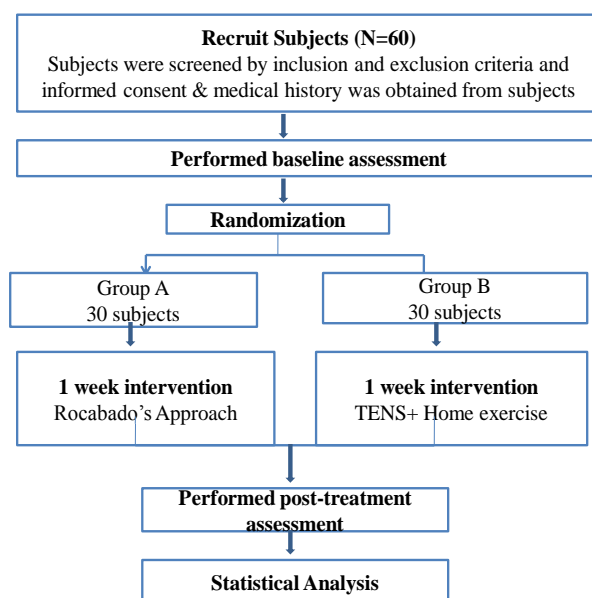 Recruit Subjects (N=60)
Subjects were screened by inclusion and exclusion criteria and
informed consent & medical history was obtained from subjects
Performed baseline assessment
Randomization
Group A
30 subjects
Group B
30 subjects
1 week intervention
Rocabado’s Approach
1 week intervention
TENS+ Home exercise
Performed post-treatment
assessment
Statistical Analysis